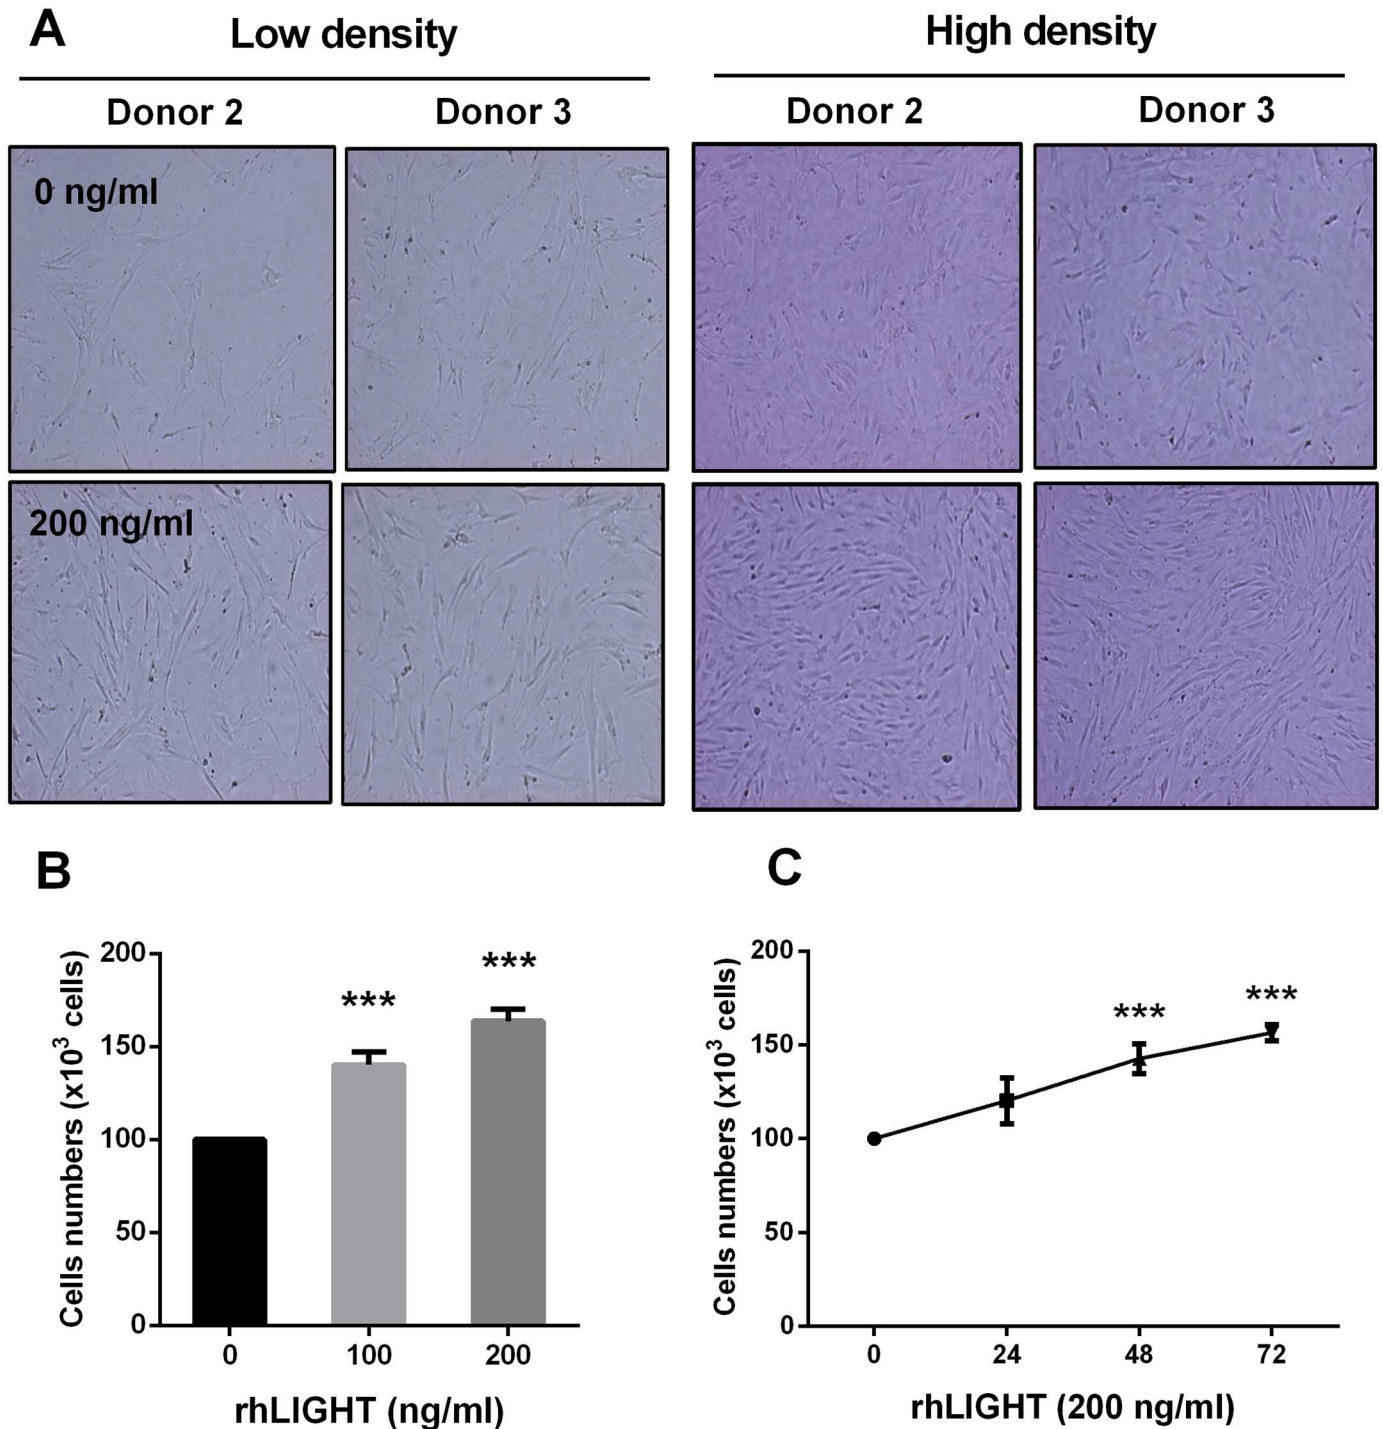 A
Low density
High density
Donor 2
Donor 3
Donor 2
Donor 3
0 ng/ml
200 ng/ml
B
Cells numbers (x10³ cells)
200
150
100
50
0
***
***
0
100
200
rhLIGHT (ng/ml)
C
Cells numbers (x10³ cells)
200
150
100
50
0
***
***
0
24
48
72
rhLIGHT (200 ng/ml)